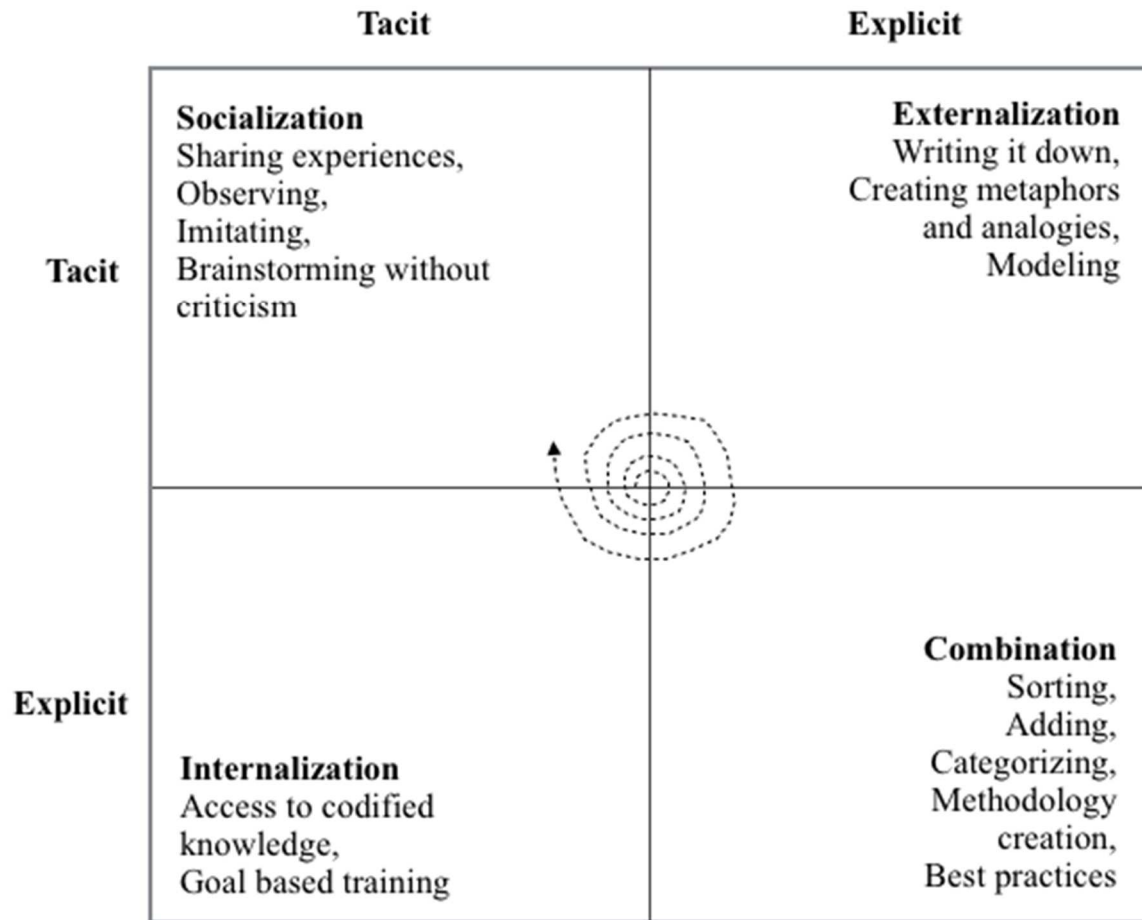 Tacit
Explicit
Tacit
Socialization
Sharing experiences,
Observing,
Imitating,
Brainstorming without
criticism
Externalization
Writing it down,
Creating metaphors
and analogies,
Modeling
Explicit
Internalization
Access to codified
knowledge,
Goal based training
Combination
Sorting,
Adding,
Categorizing,
Methodology
creation,
Best practices